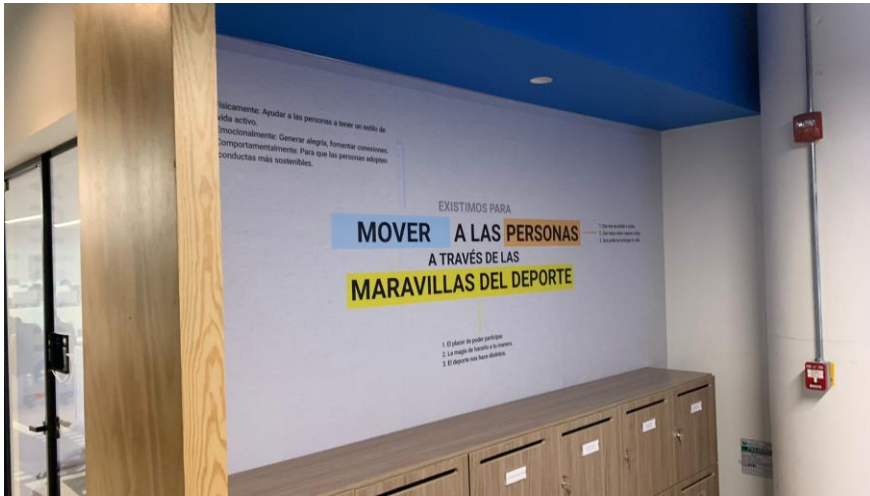 ísicamente: Ayudar a las personas a tener un estilo de
vida activo.
Emocionalmente: Generar alegría, fomentar conexiones.
Comportamentalmente: Para que las personas adopten
conductas más sostenibles.
EXISTIMOS PARA
MOVER A LAS PERSONAS
A TRAVÉS DE LAS
MARAVILLAS DEL DEPORTE
1. El placer de poder participar.
2. La magia de hacerlo a tu manera.
3. El deporte nos hace distintos.